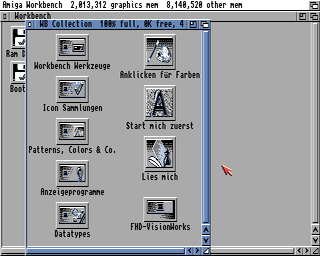 Amiga Workbench 2,013,312 graphics mem 8,140,520 other mem
Workbench
WB Collection 100% full, 0K free, 4
Ram D
Boot
Workbench Werkzeuge
Anklicken für Farben
Icon Sammlungen
Start mich zuerst
Patterns, Colors & Co.
Lies mich
Anzeigeprogramme
Datatypes
FHD-VisionWorks